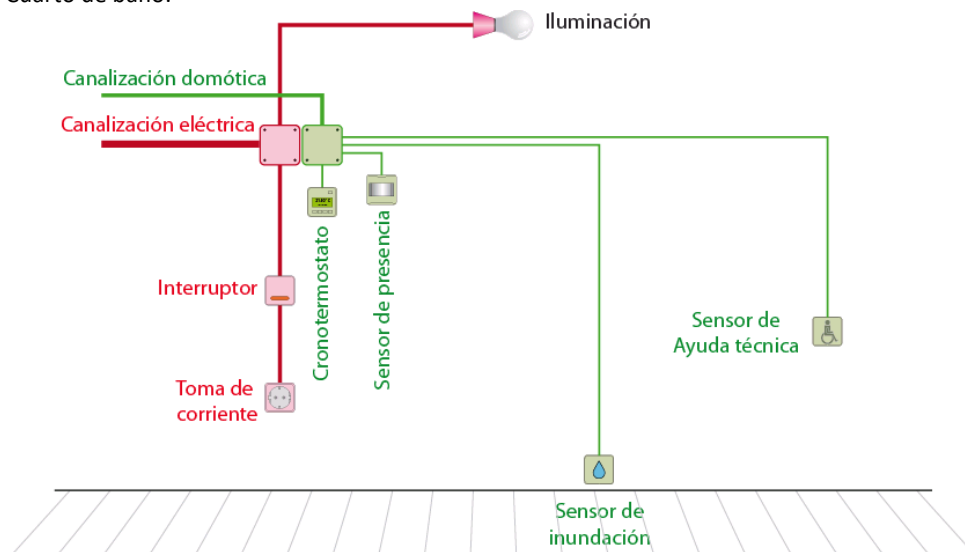 Cuarto de baño.
Iluminación
Canalización domótica
Canalización eléctrica
Cronotermostato
Sensor de presencia
Interruptor
Sensor de
Ayuda técnica
Toma de
corriente
Sensor de
inundación